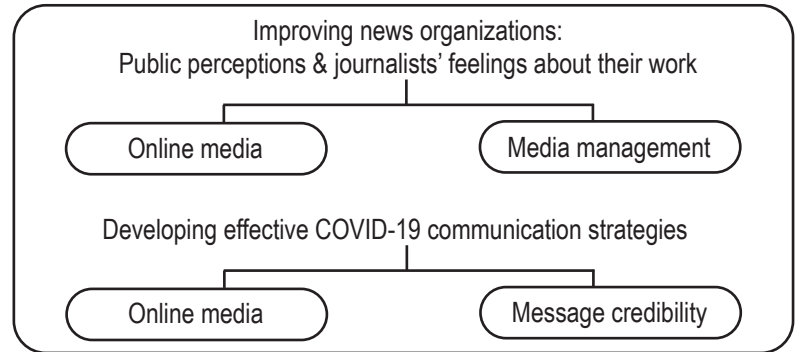 Improving news organizations:
Public perceptions & journalists’ feelings about their work
Online media
Media management
Developing effective COVID-19 communication strategies
Online media
Message credibility